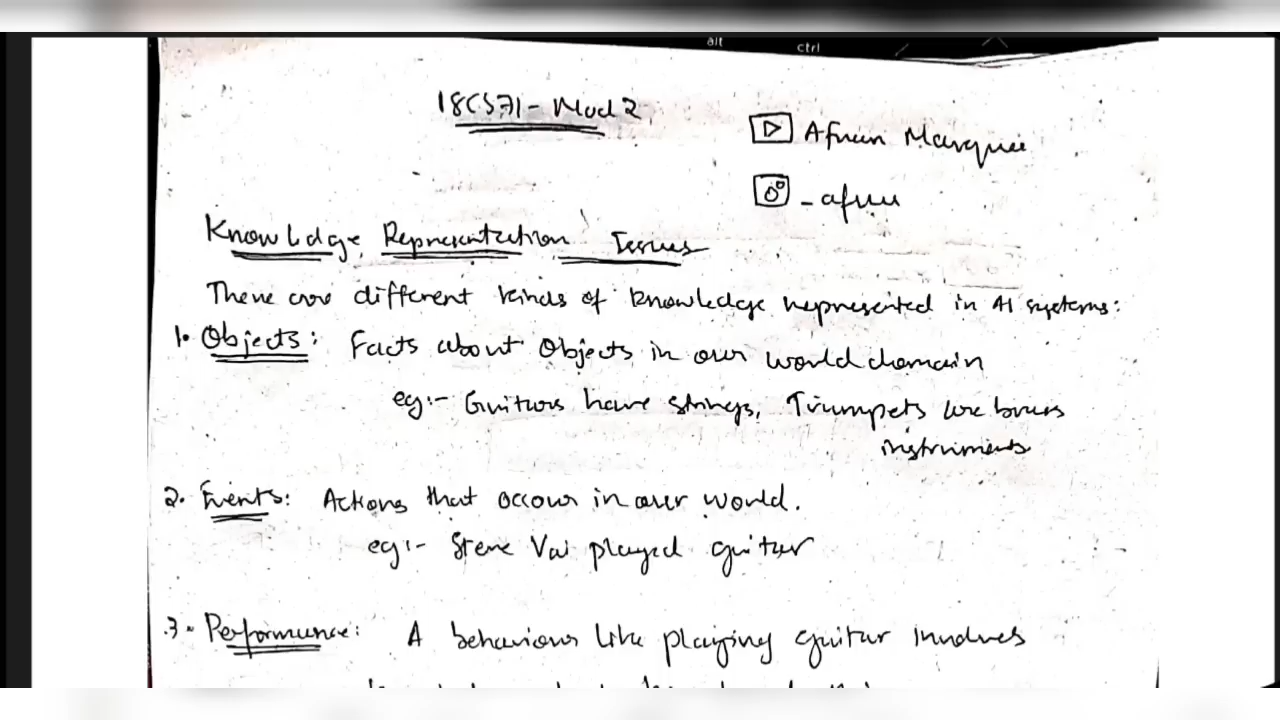 alt ctrl
18CS71 - Mod 2
Afnan Marquee
_afnu
Knowledge Representation Issues
There are different kinds of knowledge represented in AI systems:
1. Objects: Facts about Objects in our world domain
eg:- Guitars have strings, Trumpets are brass
instruments
2. Events: Actions that occur in our world.
eg:- Steve Vai played guitar
3. Performance: A behaviour like playing guitar involves